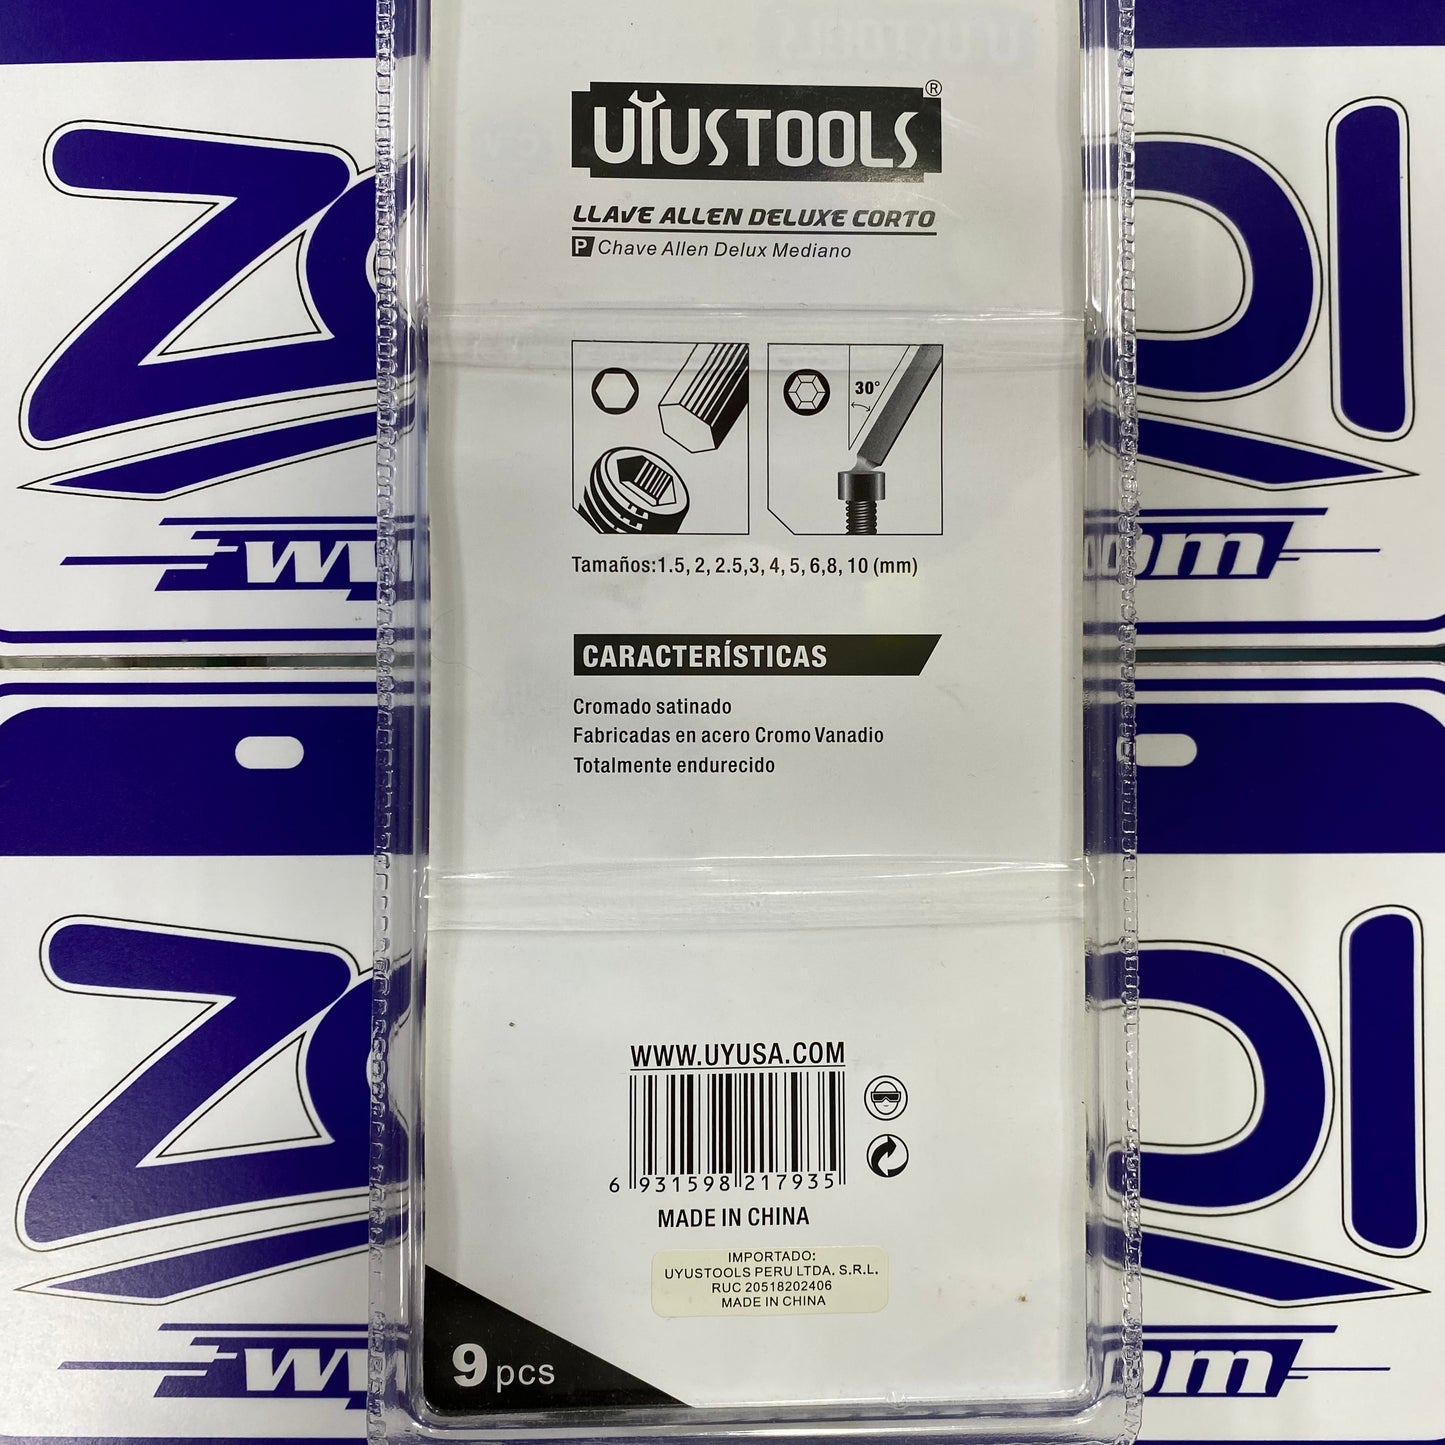 UYUSTOOLS®
LLAVE ALLEN DELUXE CORTO
P Chave Allen Delux Mediano
30°
Tamaños:1.5, 2, 2.5,3, 4, 5, 6,8, 10 (mm)
CARACTERÍSTICAS
Cromado satinado
Fabricadas en acero Cromo Vanadio
Totalmente endurecido
WWW.UYUSA.COM
6 931598 217935
MADE IN CHINA
IMPORTADO:
UYUSTOOLS PERU LTDA. S.R.L.
RUC 20518202406
MADE IN CHINA
9 pcs